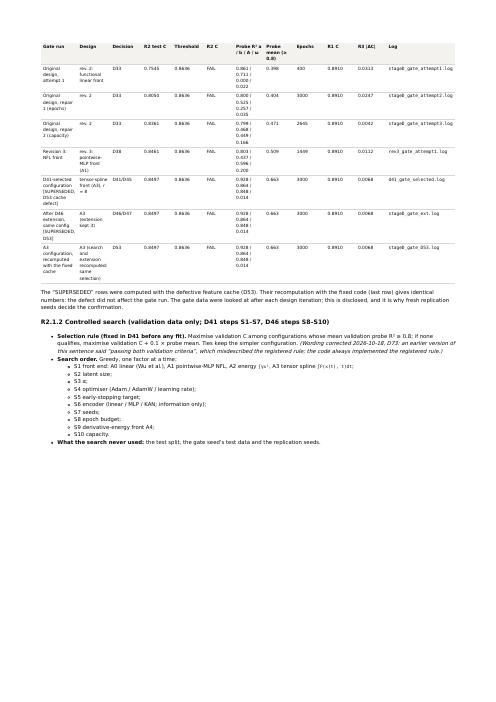 Gate run Design Decision R2 test C Threshold R2 C Probe R² a / b / A / ω Probe mean (≥ 0.8) Epochs R1 C R3 |ΔC| Log
Original design, attempt 1 rev. 2: functional linear front D33 0.7545 0.8636 FAIL 0.861 / 0.711 / 0.000 / 0.022 0.398 400 0.8910 0.0313 stage0_gate_attempt1.log
Original design, repair 1 (epochs) rev. 2 D33 0.8050 0.8636 FAIL 0.800 / 0.525 / 0.257 / 0.035 0.404 3000 0.8910 0.0247 stage0_gate_attempt2.log
Original design, repair 2 (capacity) rev. 2 D33 0.8361 0.8636 FAIL 0.799 / 0.468 / 0.449 / 0.166 0.471 2645 0.8910 0.0042 stage0_gate_attempt3.log
Revision 3: NFL front rev. 3: pointwise-MLP front (A1) D38 0.8461 0.8636 FAIL 0.803 / 0.437 / 0.596 / 0.200 0.509 1449 0.8910 0.0112 rev3_gate_attempt1.log
D41-selected configuration [SUPERSEDED, D53 cache defect] tensor-spline front (A3), r = 8 D41/D45 0.8497 0.8636 FAIL 0.928 / 0.864 / 0.848 / 0.014 0.663 3000 0.8910 0.0068 d41_gate_selected.log
After D46 extension, same config [SUPERSEDED, D53] A3 (extension kept it) D46/D47 0.8497 0.8636 FAIL 0.928 / 0.864 / 0.848 / 0.014 0.663 3000 0.8910 0.0068 stage0_gate_ext.log
A3 configuration, recomputed with the fixed cache A3 (search and extension recomputed: same selection) D53 0.8497 0.8636 FAIL 0.928 / 0.864 / 0.848 / 0.014 0.663 3000 0.8910 0.0068 stage0_gate_D53.log
The "SUPERSEDED" rows were computed with the defective feature cache (D53). Their recomputation with the fixed code (last row) gives identical
numbers: the defect did not affect the gate run. The gate data were looked at after each design iteration; this is disclosed, and it is why fresh replication
seeds decide the confirmation.
R2.1.2 Controlled search (validation data only; D41 steps S1–S7, D46 steps S8–S10)
• Selection rule (fixed in D41 before any fit). Maximise validation C among configurations whose mean validation probe R² ≥ 0.8; if none
qualifies, maximise validation C + 0.1 × probe mean. Ties keep the simpler configuration. (Wording corrected 2026-10-18, D73: an earlier version of
this sentence said "passing both validation criteria", which misdescribed the registered rule; the code always implemented the registered rule.)
• Search order. Greedy, one factor at a time:
S1 front end: A0 linear (Wu et al.), A1 pointwise-MLP NFL, A2 energy ∫γx², A3 tensor spline
S2 latent size;
S3 α;
S4 optimiser (Adam / AdamW / learning rate);
S5 early-stopping target;
S6 encoder (linear / MLP / KAN; information only);
S7 seeds;
S8 epoch budget;
S9 derivative-energy front A4;
S10 capacity.
• What the search never used: the test split, the gate seed's test data and the replication seeds.